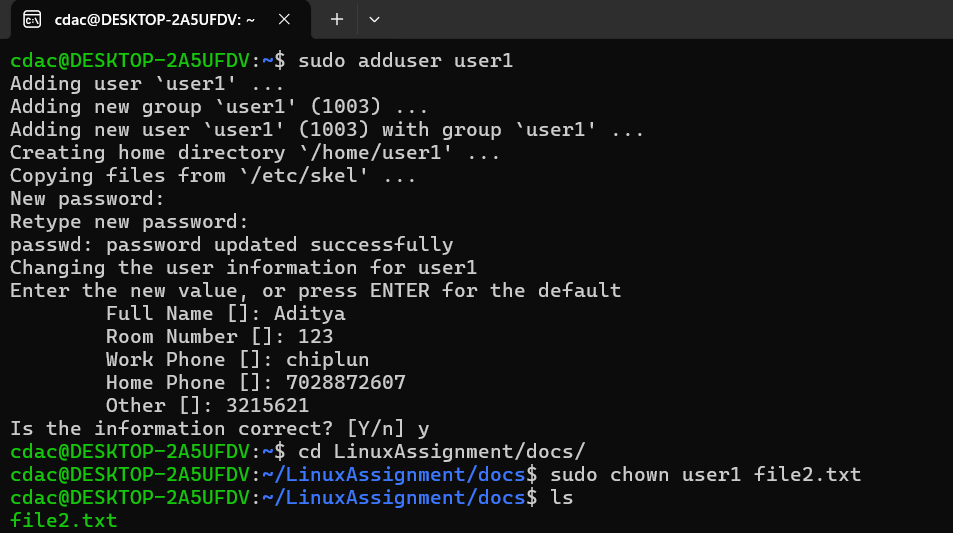 cdac@DESKTOP-2A5UFDV: ~
cdac@DESKTOP-2A5UFDV:~$ sudo adduser user1
Adding user `user1' ...
Adding new group `user1' (1003) ...
Adding new user `user1' (1003) with group `user1' ...
Creating home directory `/home/user1' ...
Copying files from `/etc/skel' ...
New password:
Retype new password:
passwd: password updated successfully
Changing the user information for user1
Enter the new value, or press ENTER for the default
        Full Name []: Aditya
        Room Number []: 123
        Work Phone []: chiplun
        Home Phone []: 7028872607
        Other []: 3215621
Is the information correct? [Y/n] y
cdac@DESKTOP-2A5UFDV:~$ cd LinuxAssignment/docs/
cdac@DESKTOP-2A5UFDV:~/LinuxAssignment/docs$ sudo chown user1 file2.txt
cdac@DESKTOP-2A5UFDV:~/LinuxAssignment/docs$ ls
file2.txt